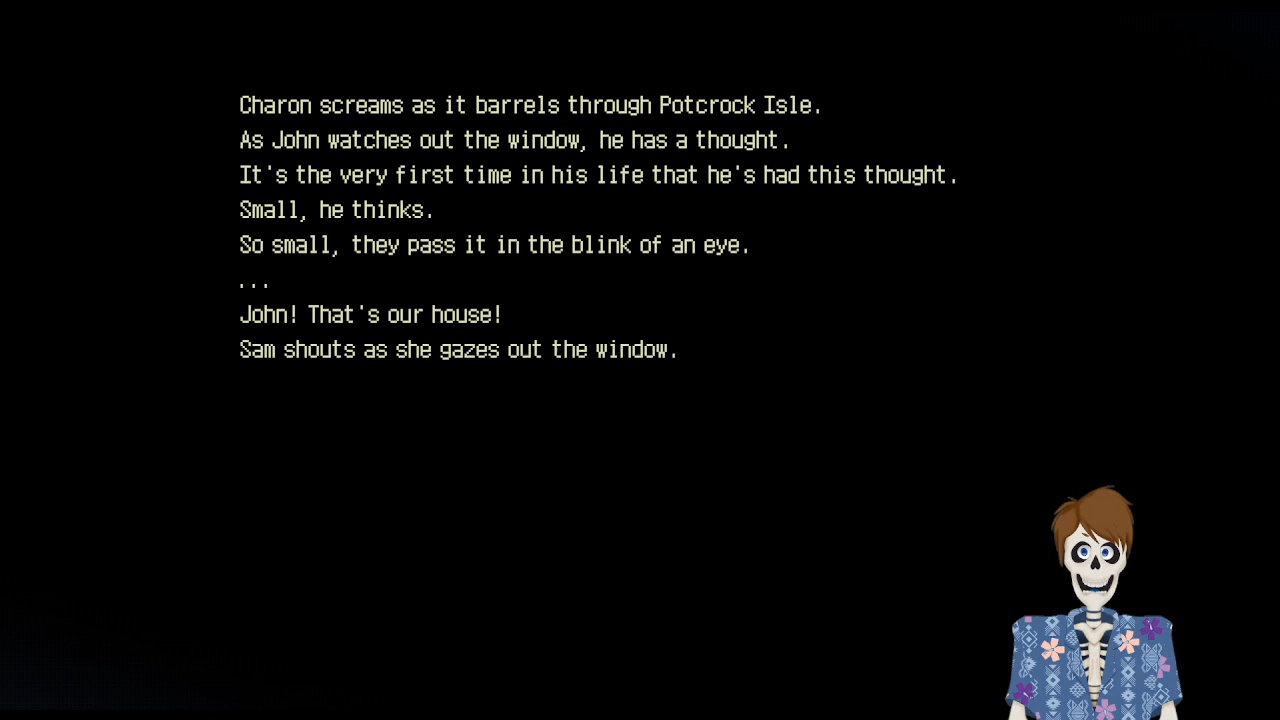 Charon screams as it barrels through Potcrock Isle.
As John watches out the window, he has a thought.
It's the very first time in his life that he's had this thought.
Small, he thinks.
So small, they pass it in the blink of an eye.
...
John! That's our house!
Sam shouts as she gazes out the window.